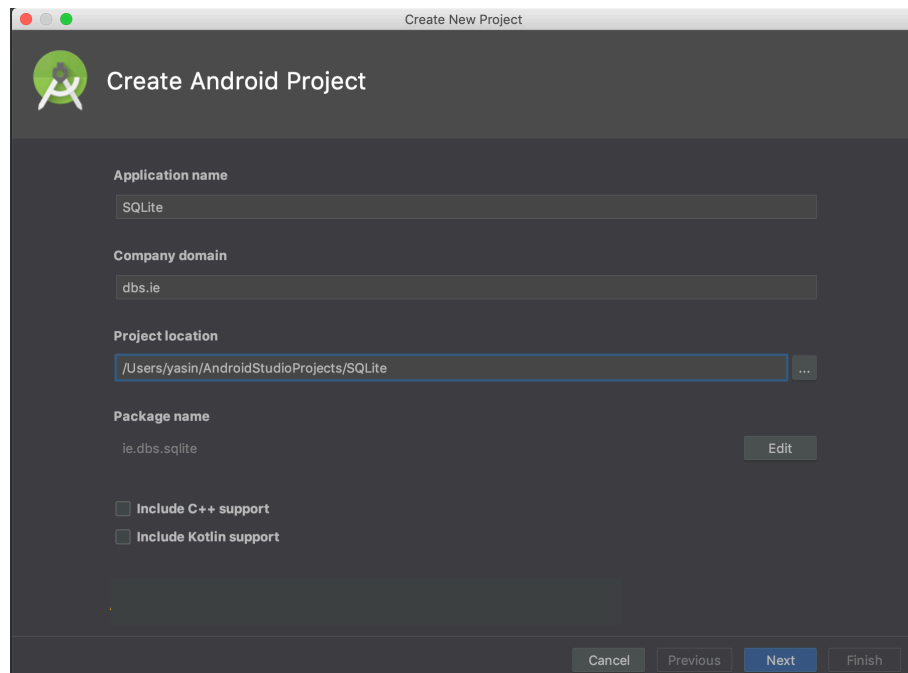 Create New Project
Create Android Project
Application name
SQLite
Company domain
dbs.ie
Project location
/Users/yasin/AndroidStudioProjects/SQLite
...
Package name
ie.dbs.sqlite
Edit
Include C++ support
Include Kotlin support
Cancel Previous Next Finish